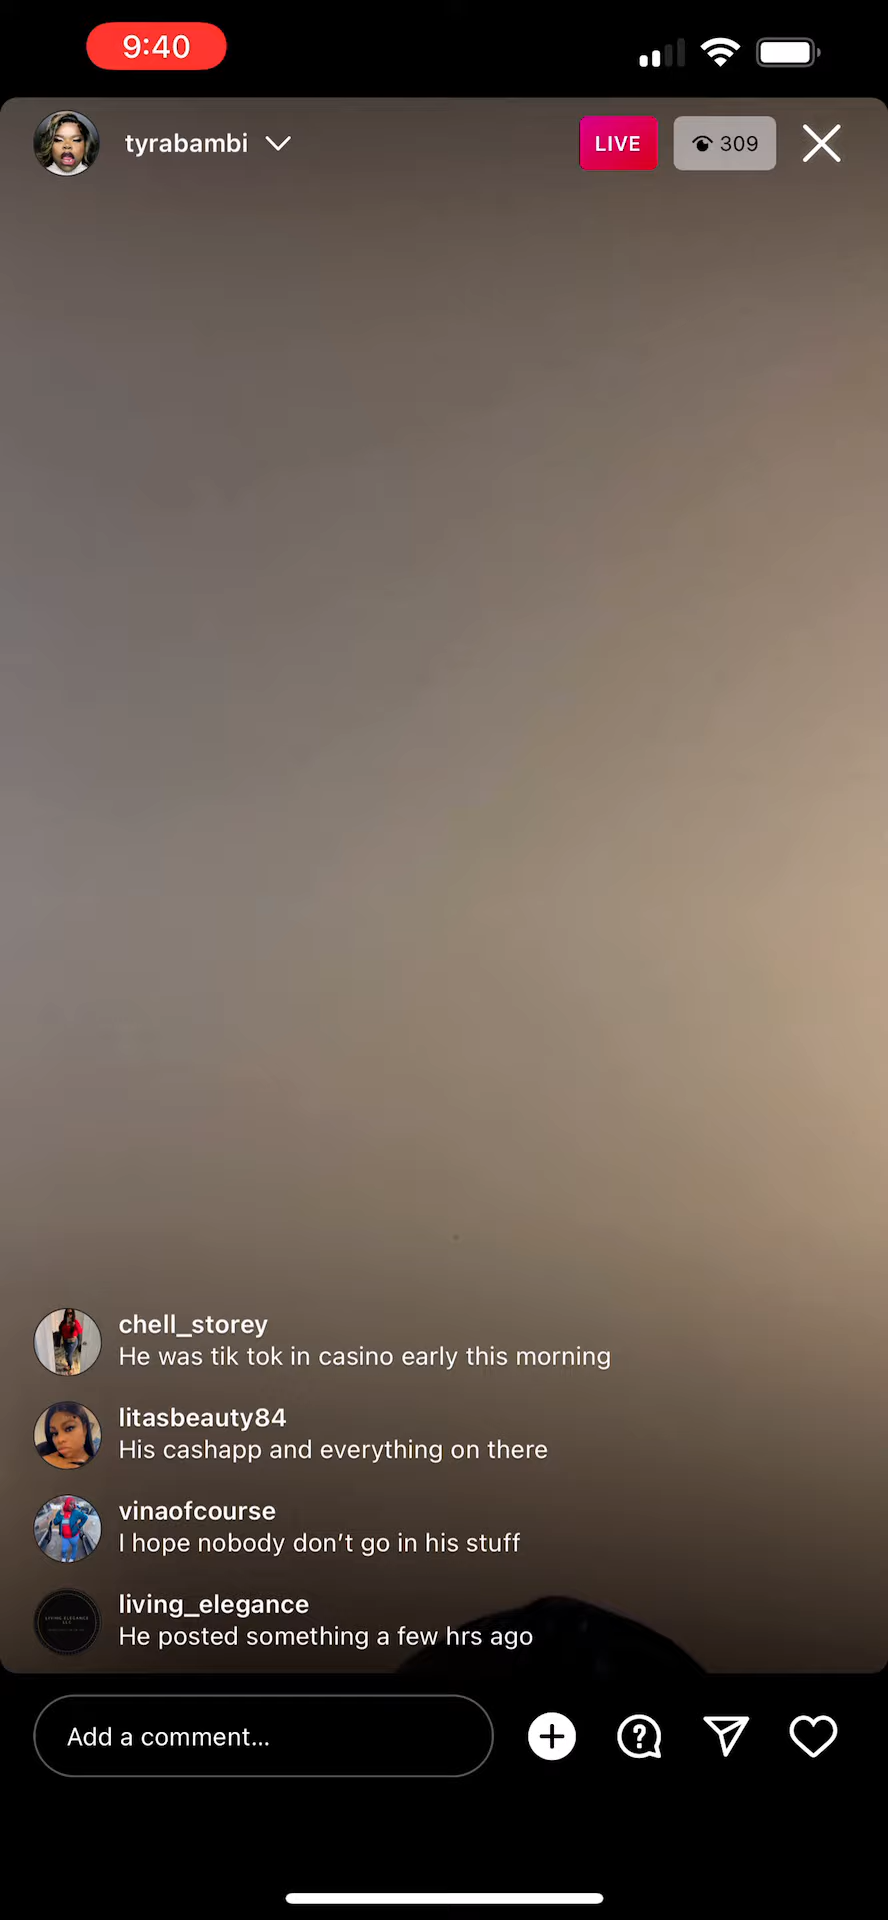 9:40
tyrabambi
LIVE
309
chell_storey
He was tik tok in casino early this morning
litasbeauty84
His cashapp and everything on there
vinaofcourse
I hope nobody don’t go in his stuff
LIVING ELEGANCE
living_elegance
He posted something a few hrs ago
Add a comment...